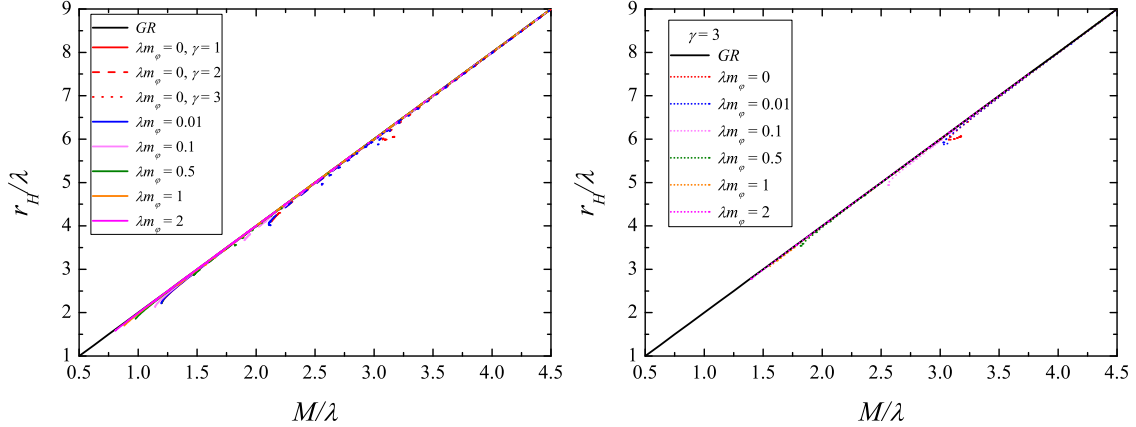 GR
λm_φ = 0, γ = 1
λm_φ = 0, γ = 2
λm_φ = 0, γ = 3
λm_φ = 0.01
λm_φ = 0.1
λm_φ = 0.5
λm_φ = 1
λm_φ = 2
9
8
7
6
5
4
3
2
1
r_H/λ
0.5 1.0 1.5 2.0 2.5 3.0 3.5 4.0 4.5
M/λ
γ = 3
GR
λm_φ = 0
λm_φ = 0.01
λm_φ = 0.1
λm_φ = 0.5
λm_φ = 1
λm_φ = 2
9
8
7
6
5
4
3
2
1
r_H/λ
0.5 1.0 1.5 2.0 2.5 3.0 3.5 4.0 4.5
M/λ